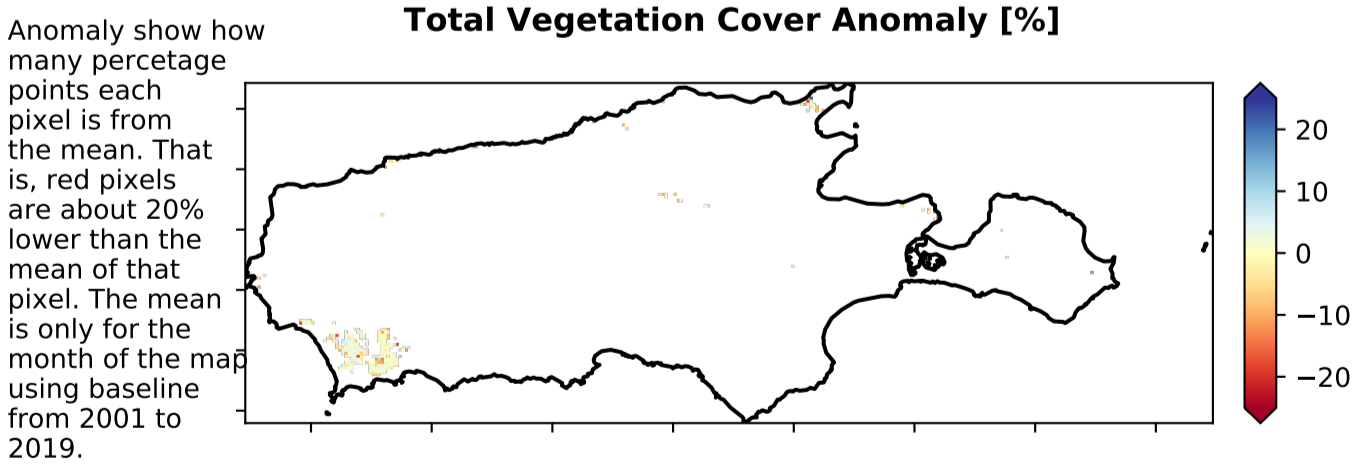 Total Vegetation Cover Anomaly [%]
Anomaly show how
many percetage
points each
pixel is from
the mean. That
is, red pixels
are about 20%
lower than the
mean of that
pixel. The mean
is only for the
month of the map
using baseline
from 2001 to
2019.
20
10
0
−10
−20